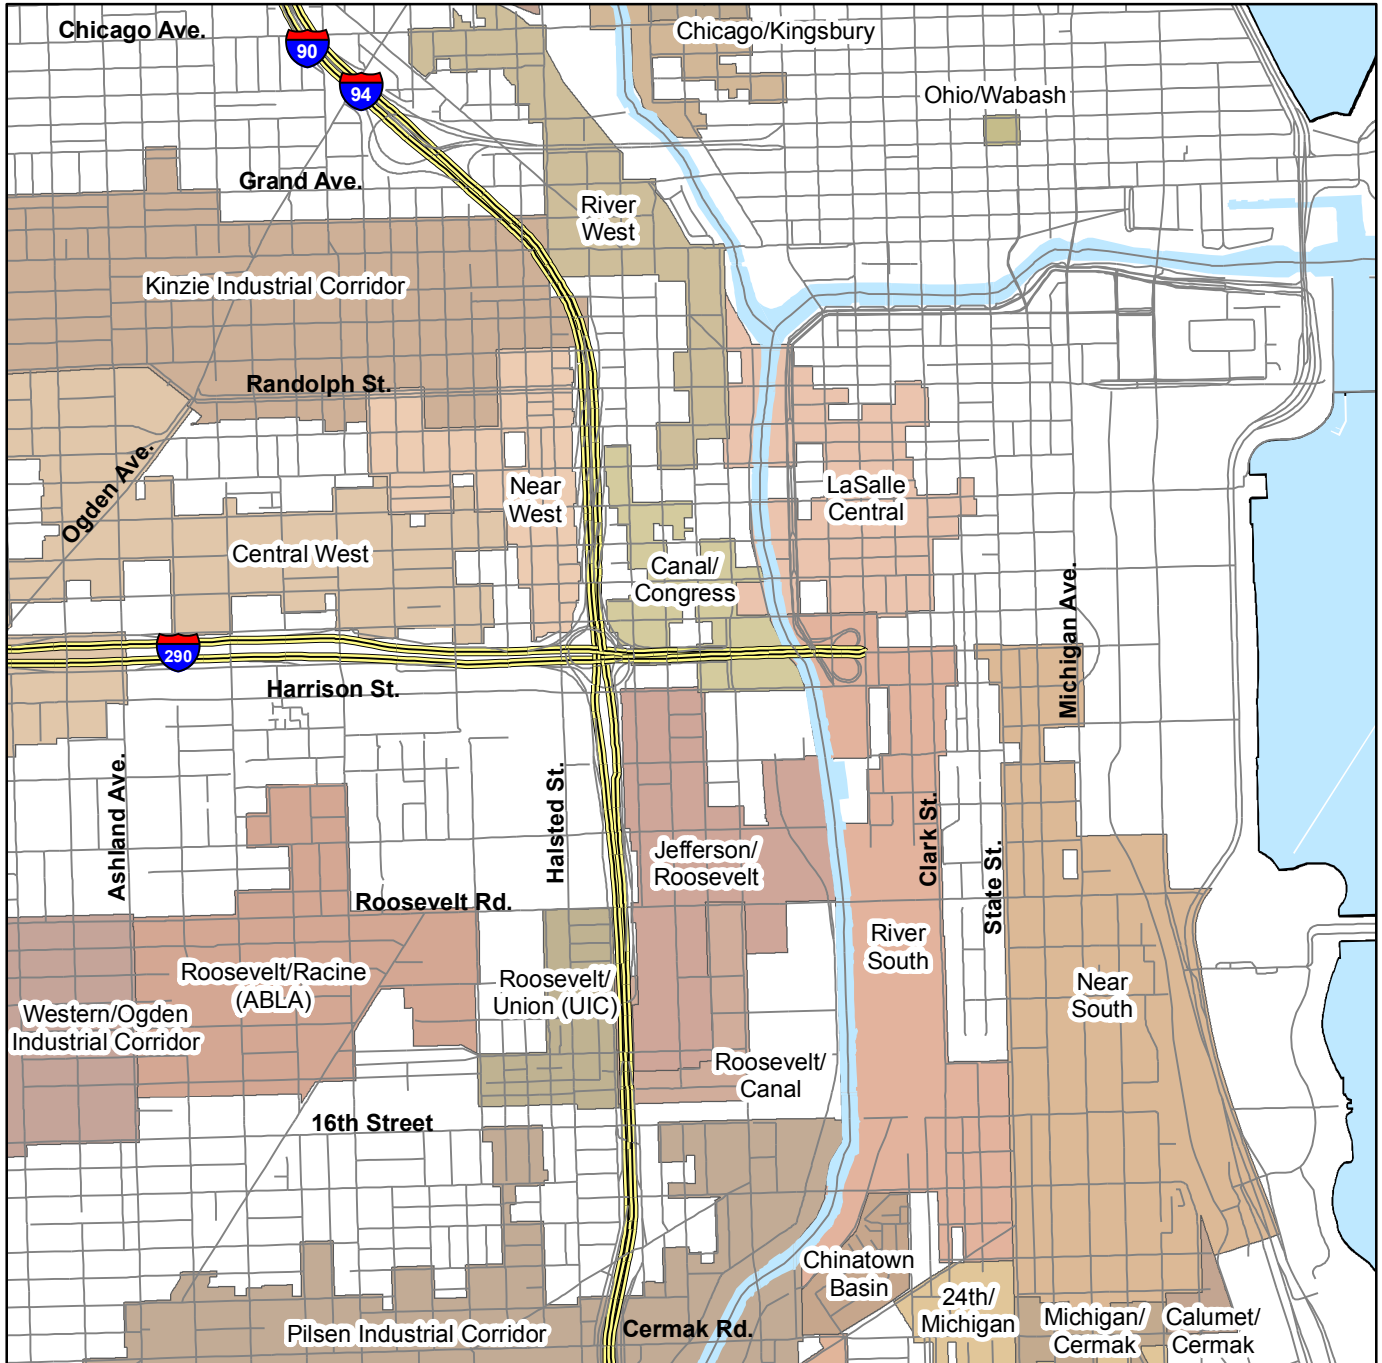 Chicago Ave.
90
94
Chicago/Kingsbury
Ohio/Wabash
Grand Ave.
River
West
Kinzie Industrial Corridor
Randolph St.
Ogden Ave.
Near
West
LaSalle
Central
Central West
Canal/
Congress
Michigan Ave.
290
Harrison St.
Ashland Ave.
Halsted St.
Clark St.
State St.
Jefferson/
Roosevelt
Roosevelt Rd.
River
South
Roosevelt/Racine
(ABLA)
Roosevelt/
Union (UIC)
Near
South
Western/Ogden
Industrial Corridor
Roosevelt/
Canal
16th Street
Chinatown
Basin
24th/
Michigan
Michigan/
Cermak
Calumet/
Cermak
Pilsen Industrial Corridor
Cermak Rd.